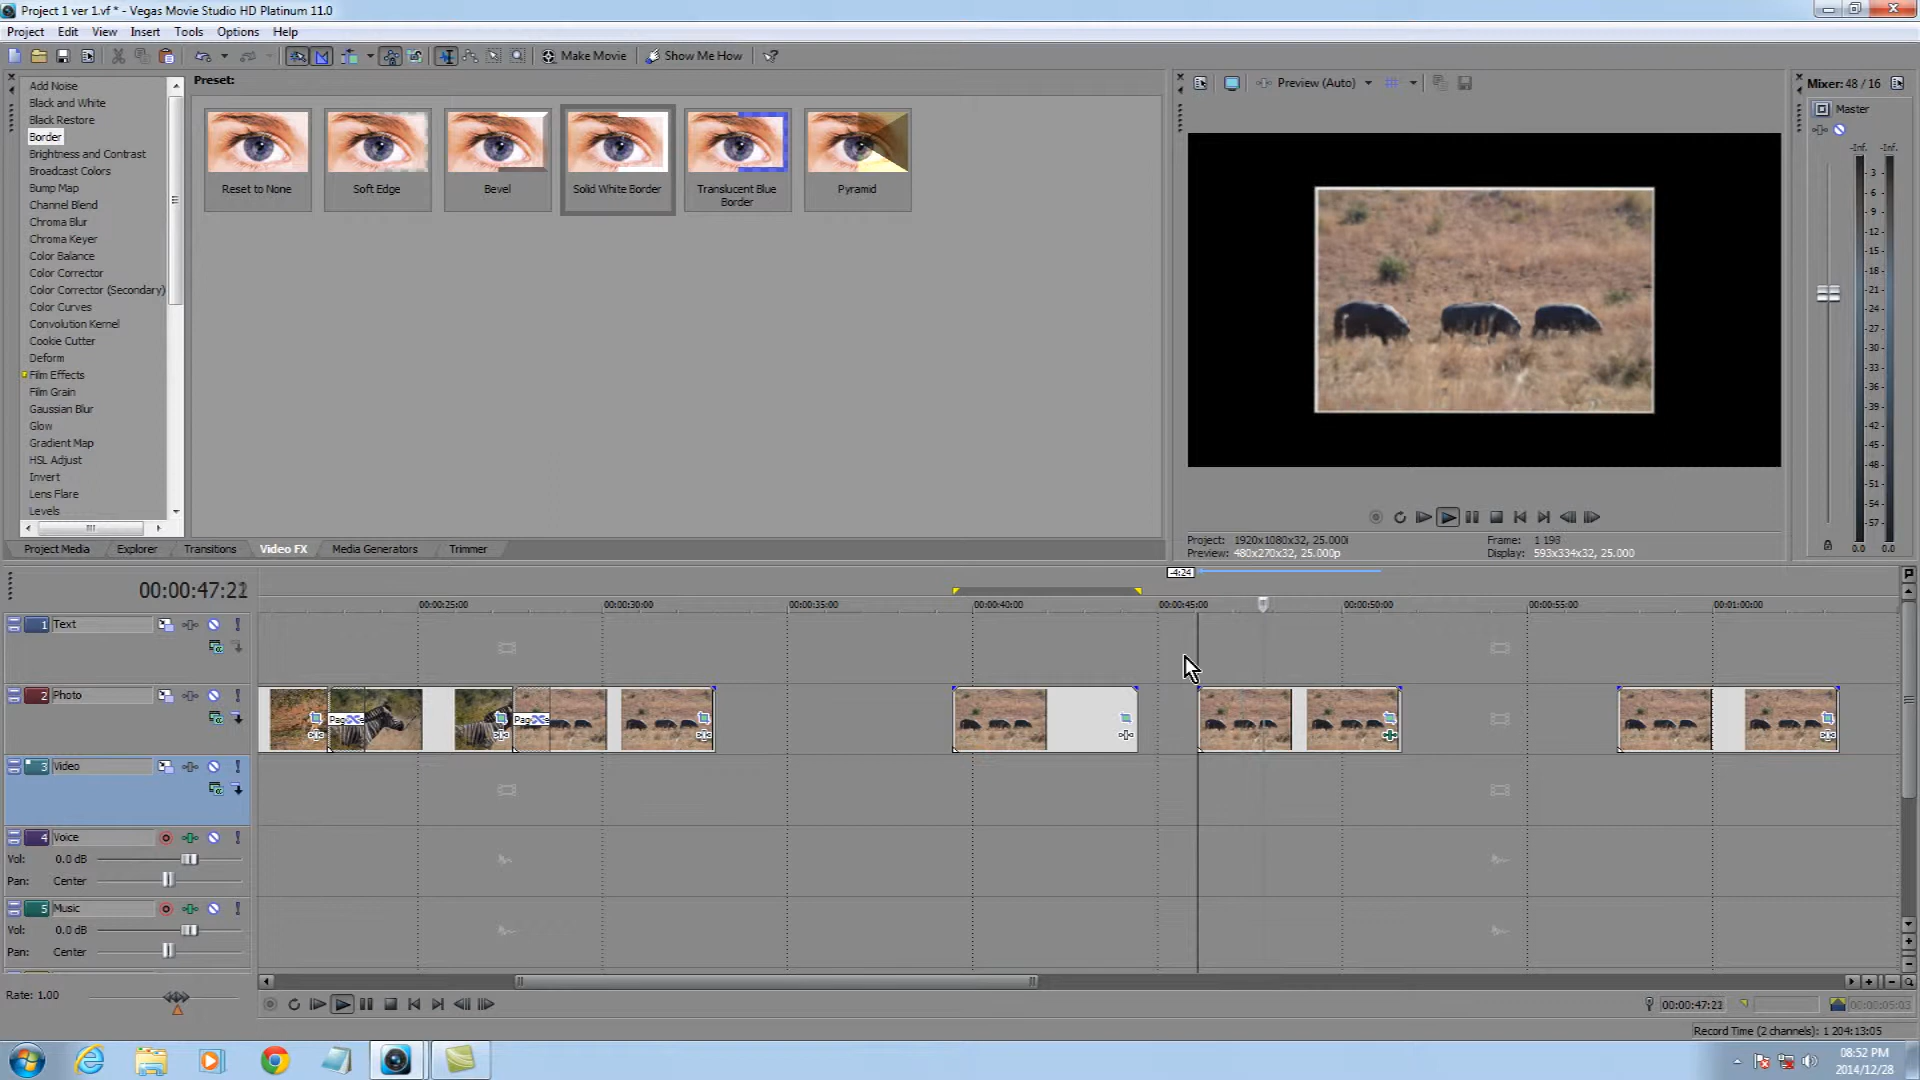 Project 1 ver 1.vf * - Vegas Movie Studio HD Platinum 11.0
Project Edit View Insert Tools Options Help
Make Movie Show Me How
Add Noise
Black and White
Black Restore
Border
Brightness and Contrast
Broadcast Colors
Bump Map
Channel Blend
Chroma Blur
Chroma Keyer
Color Balance
Color Corrector
Color Corrector (Secondary)
Color Curves
Convolution Kernel
Cookie Cutter
Deform
Film Effects
Film Grain
Gaussian Blur
Glow
Gradient Map
HSL Adjust
Invert
Lens Flare
Levels
Preset:
Reset to None
Soft Edge
Bevel
Solid White Border
Translucent Blue
Border
Pyramid
Project Media Explorer Transitions Video FX Media Generators Trimmer
Preview (Auto)
Project: 1920x1080x32, 25.000i
Preview: 480x270x32, 25.000p
Frame: 1 198
Display: 593x334x32, 25.000
Mixer: 48 / 16
Master
-Inf. -Inf.
3
6
9
12
15
18
21
24
27
30
33
36
39
42
45
48
51
54
57
0.0 0.0
-4:24
00:00:25:00 00:00:30:00 00:00:35:00 00:00:40:00 00:00:45:00 00:00:50:00 00:00:55:00 00:01:00:00
1 Text
2 Photo
3 Video
4 Voice
Vol: 0.0 dB
Pan: Center
5 Music
Vol: 0.0 dB
Pan: Center
Rate: 1.00
Record Time (2 channels): 1 204:13:05
08:52 PM
2014/12/28